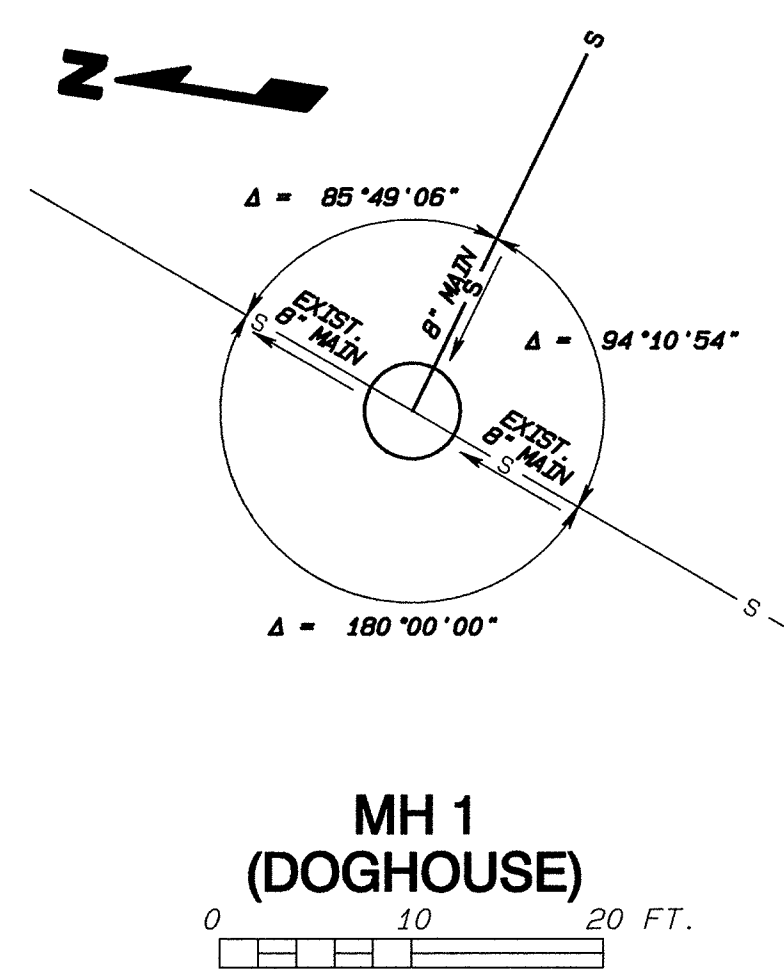 S
N
Δ = 85°49'06"
8" MAIN
S
EXIST.
8" MAIN
S
Δ = 94°10'54"
EXIST.
8" MAIN
S
S
Δ = 180°00'00"
MH 1
(DOGHOUSE)
0 10 20 FT.